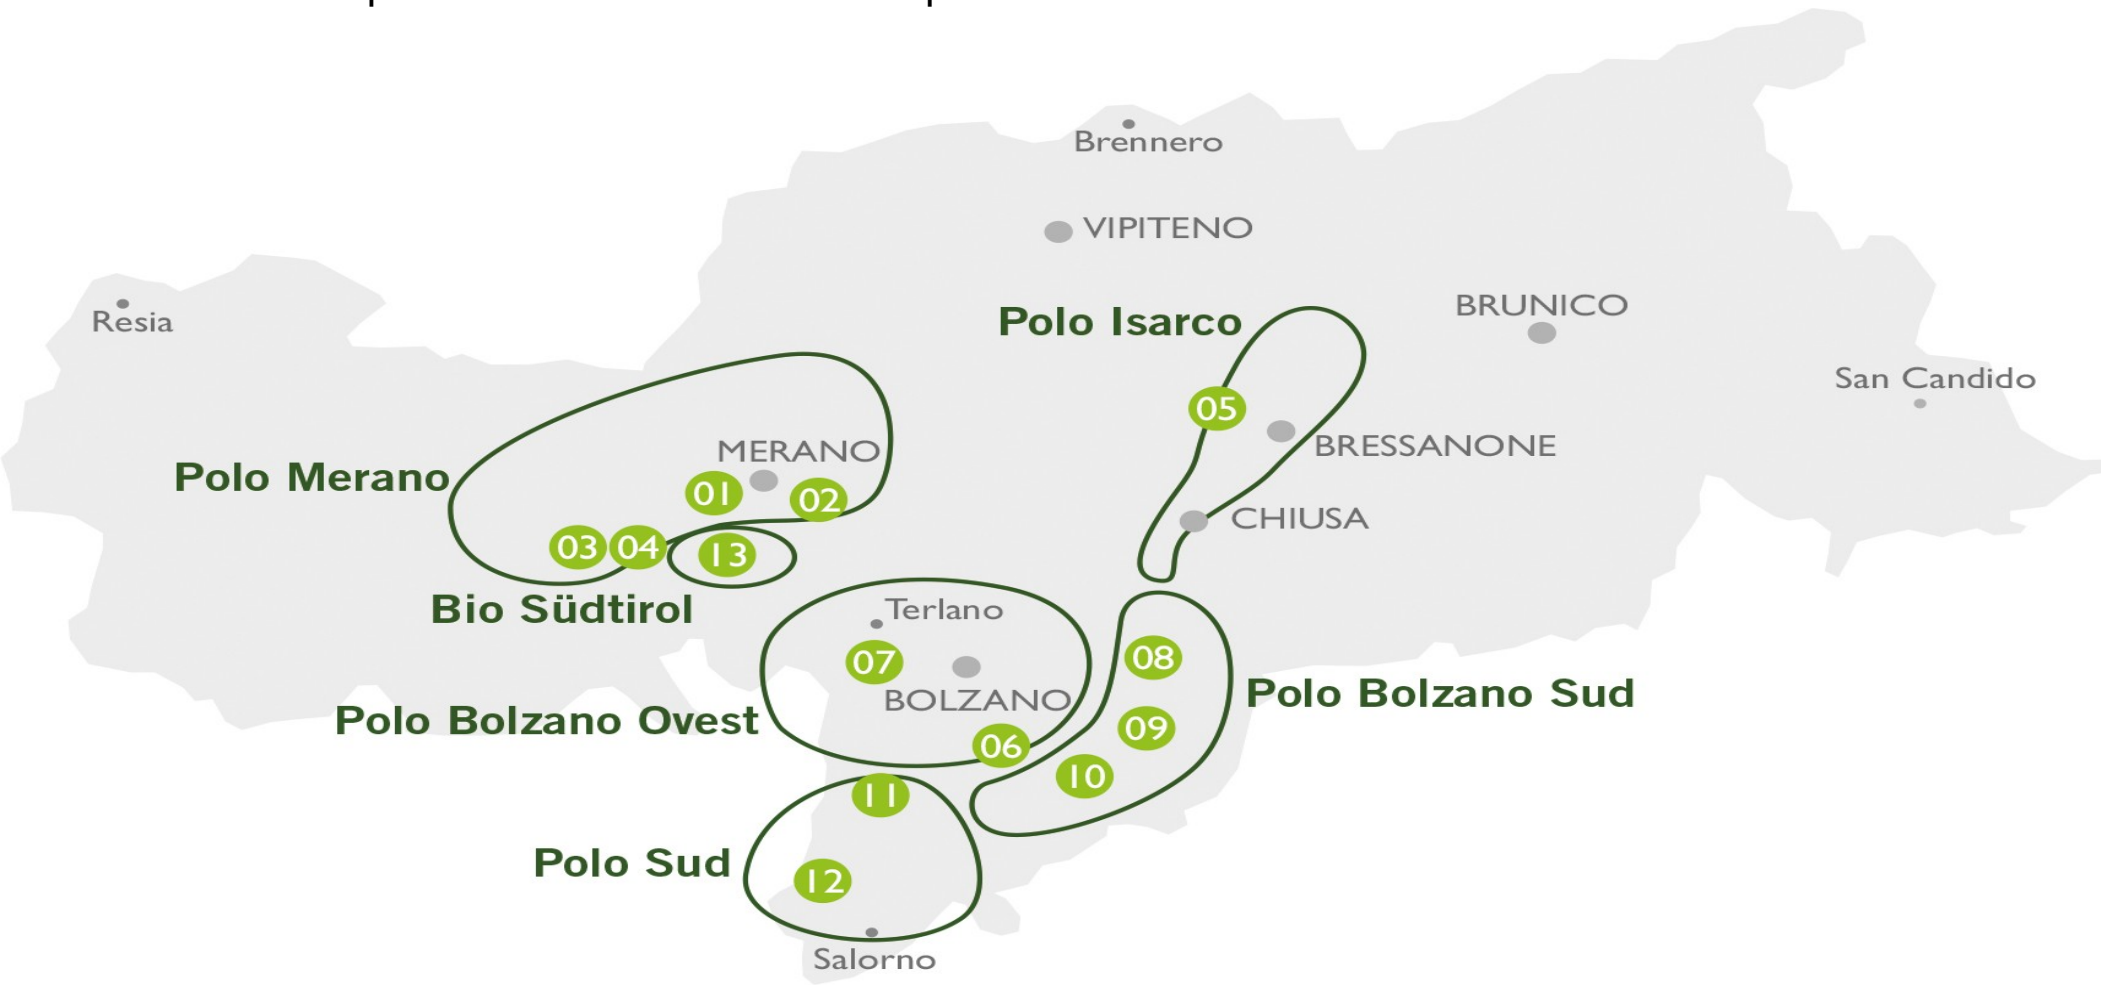 Brennero
VIPITENO
Resia
BRUNICO
Polo Isarco
San Candido
05
BRESSANONE
MERANO
Polo Merano
01
02
CHIUSA
03
04
13
Bio Südtirol
Terlano
07
08
BOLZANO
Polo Bolzano Sud
Polo Bolzano Ovest
09
06
10
11
Polo Sud
12
Salorno